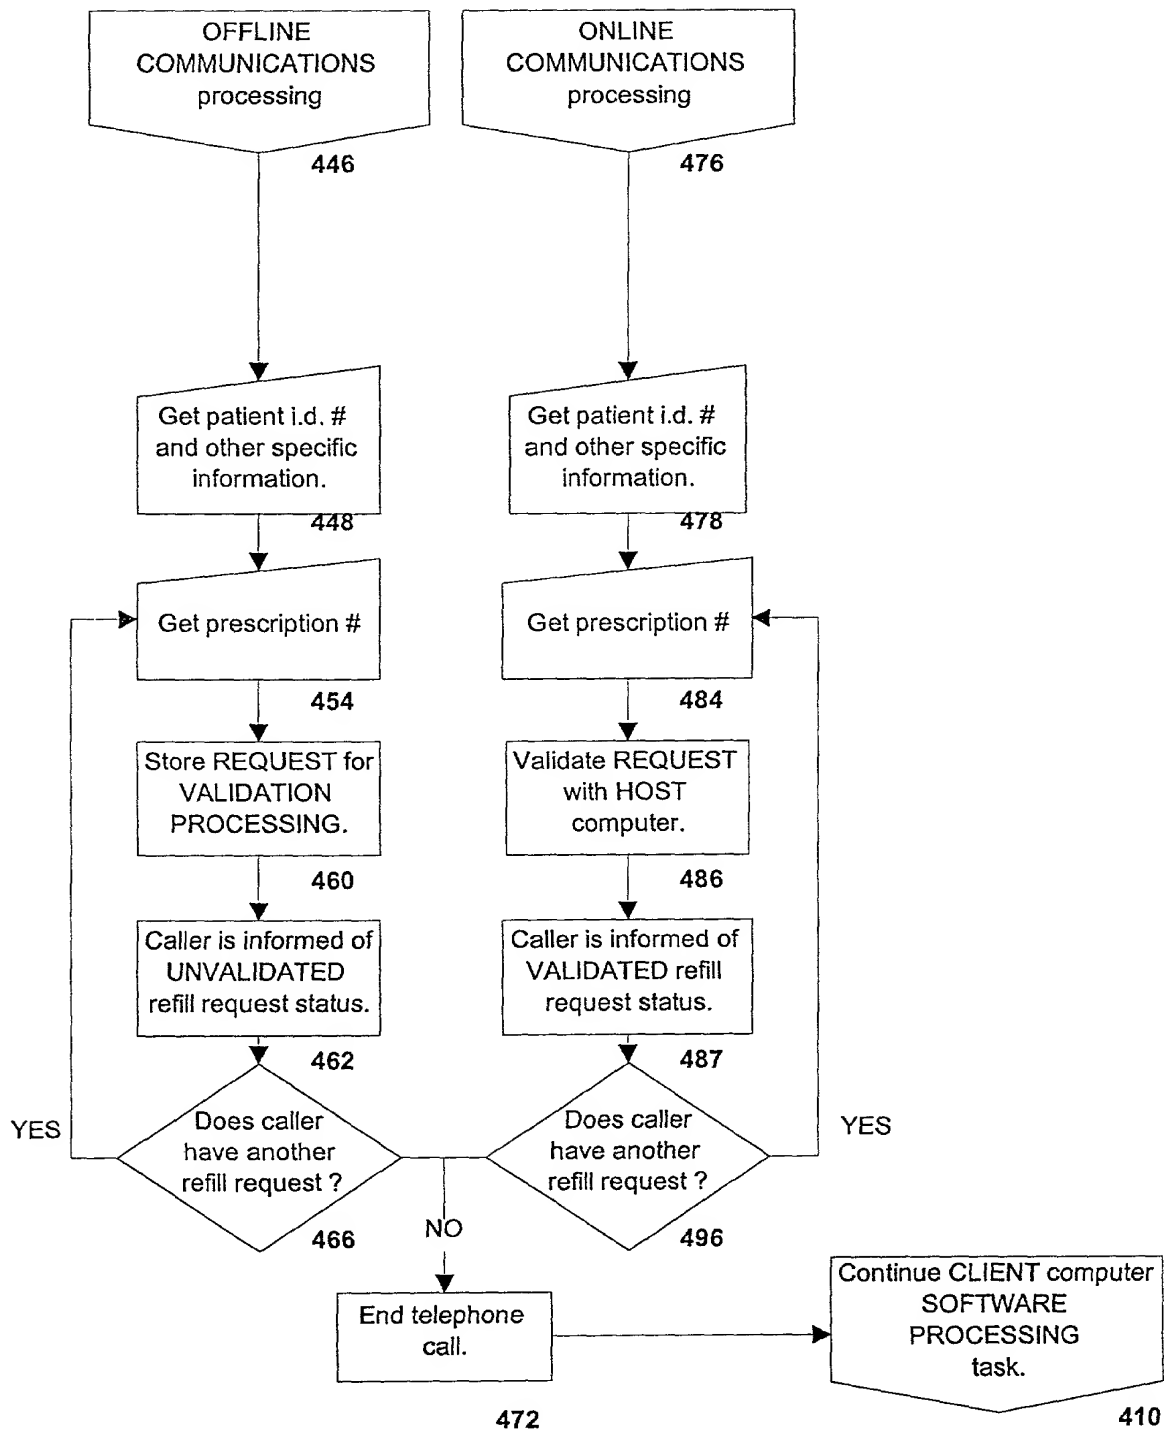 OFFLINE
COMMUNICATIONS
processing
446
ONLINE
COMMUNICATIONS
processing
476
Get patient i.d. #
and other specific
information.
448
Get patient i.d. #
and other specific
information.
478
Get prescription #
454
Get prescription #
484
Store REQUEST for
VALIDATION
PROCESSING.
460
Validate REQUEST
with HOST
computer.
486
Caller is informed of
UNVALIDATED
refill request status.
462
Caller is informed of
VALIDATED refill
request status.
487
YES
Does caller
have another
refill request ?
466
NO
Does caller
have another
refill request ?
496
YES
End telephone
call.
472
Continue CLIENT computer
SOFTWARE
PROCESSING
task.
410